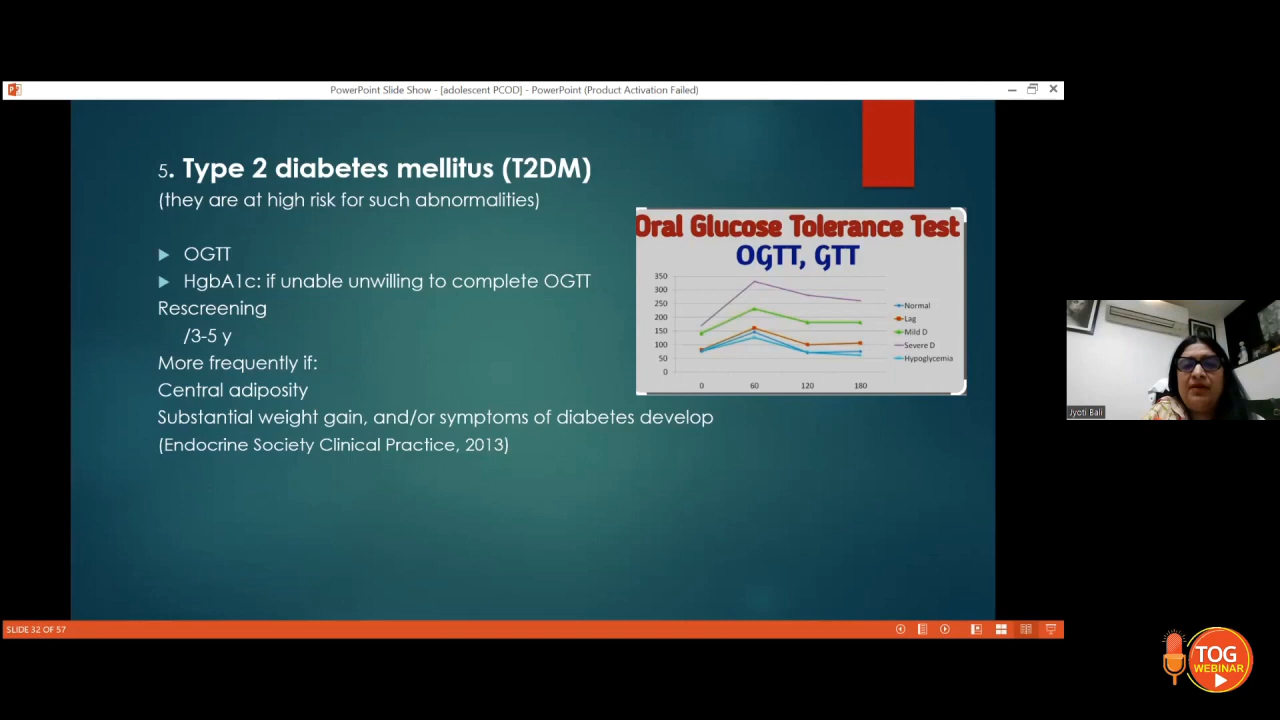 PowerPoint Slide Show - [adolescent PCOD] - PowerPoint (Product Activation Failed)
5. Type 2 diabetes mellitus (T2DM)
(they are at high risk for such abnormalities)
OGTT
HgbA1c: if unable unwilling to complete OGTT
Rescreening
/3-5 y
More frequently if:
Central adiposity
Substantial weight gain, and/or symptoms of diabetes develop
(Endocrine Society Clinical Practice, 2013)
Oral Glucose Tolerance Test
OGTT, GTT
350
300
250
200
150
100
50
0
0 60 120 180
Normal
Lag
Mild D
Severe D
Hypoglycemia
Jyoti Bali
SLIDE 32 OF 57
TOG
WEBINAR